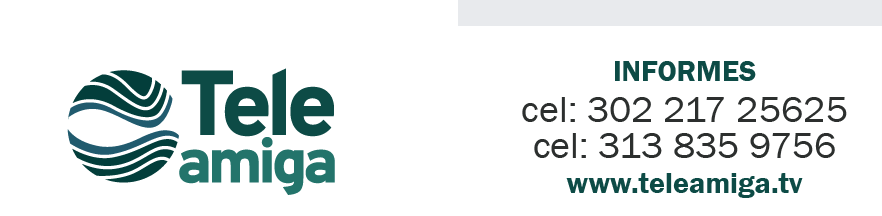 Tele
amiga
INFORMES
cel: 302 217 25625
cel: 313 835 9756
www.teleamiga.tv